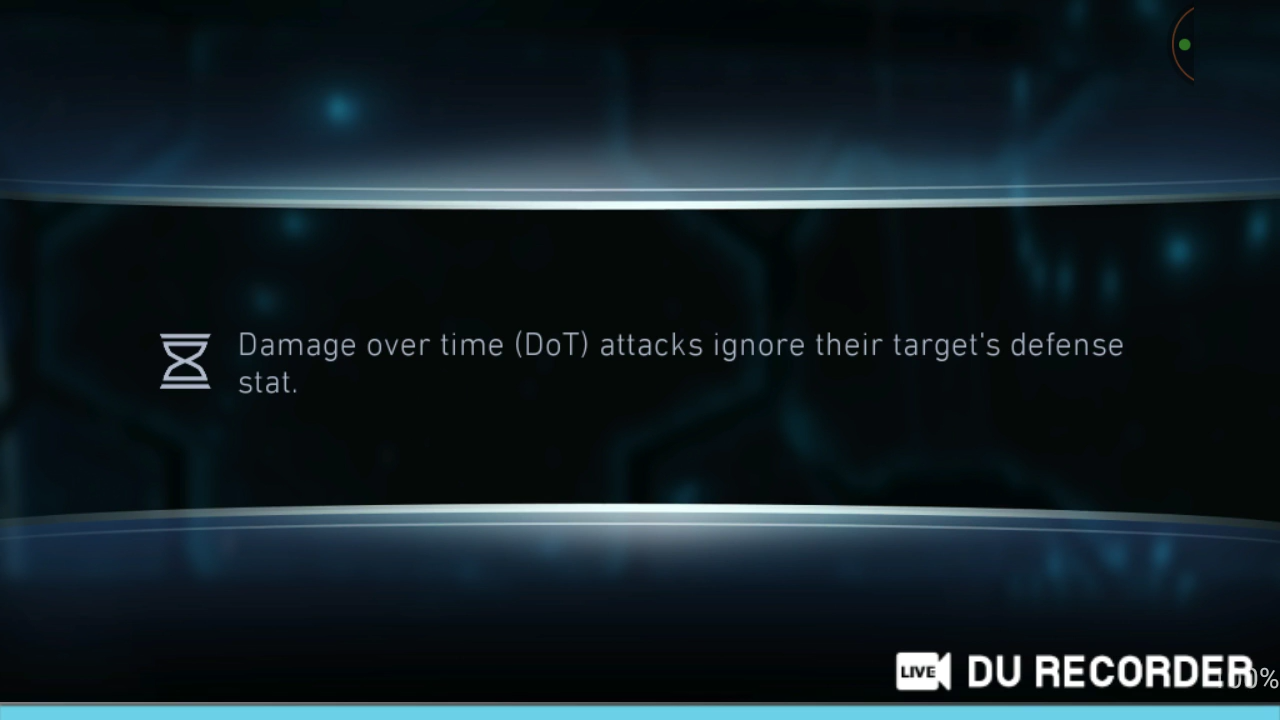 Damage over time (DoT) attacks ignore their target's defense
stat.
LIVE DU RECORDER